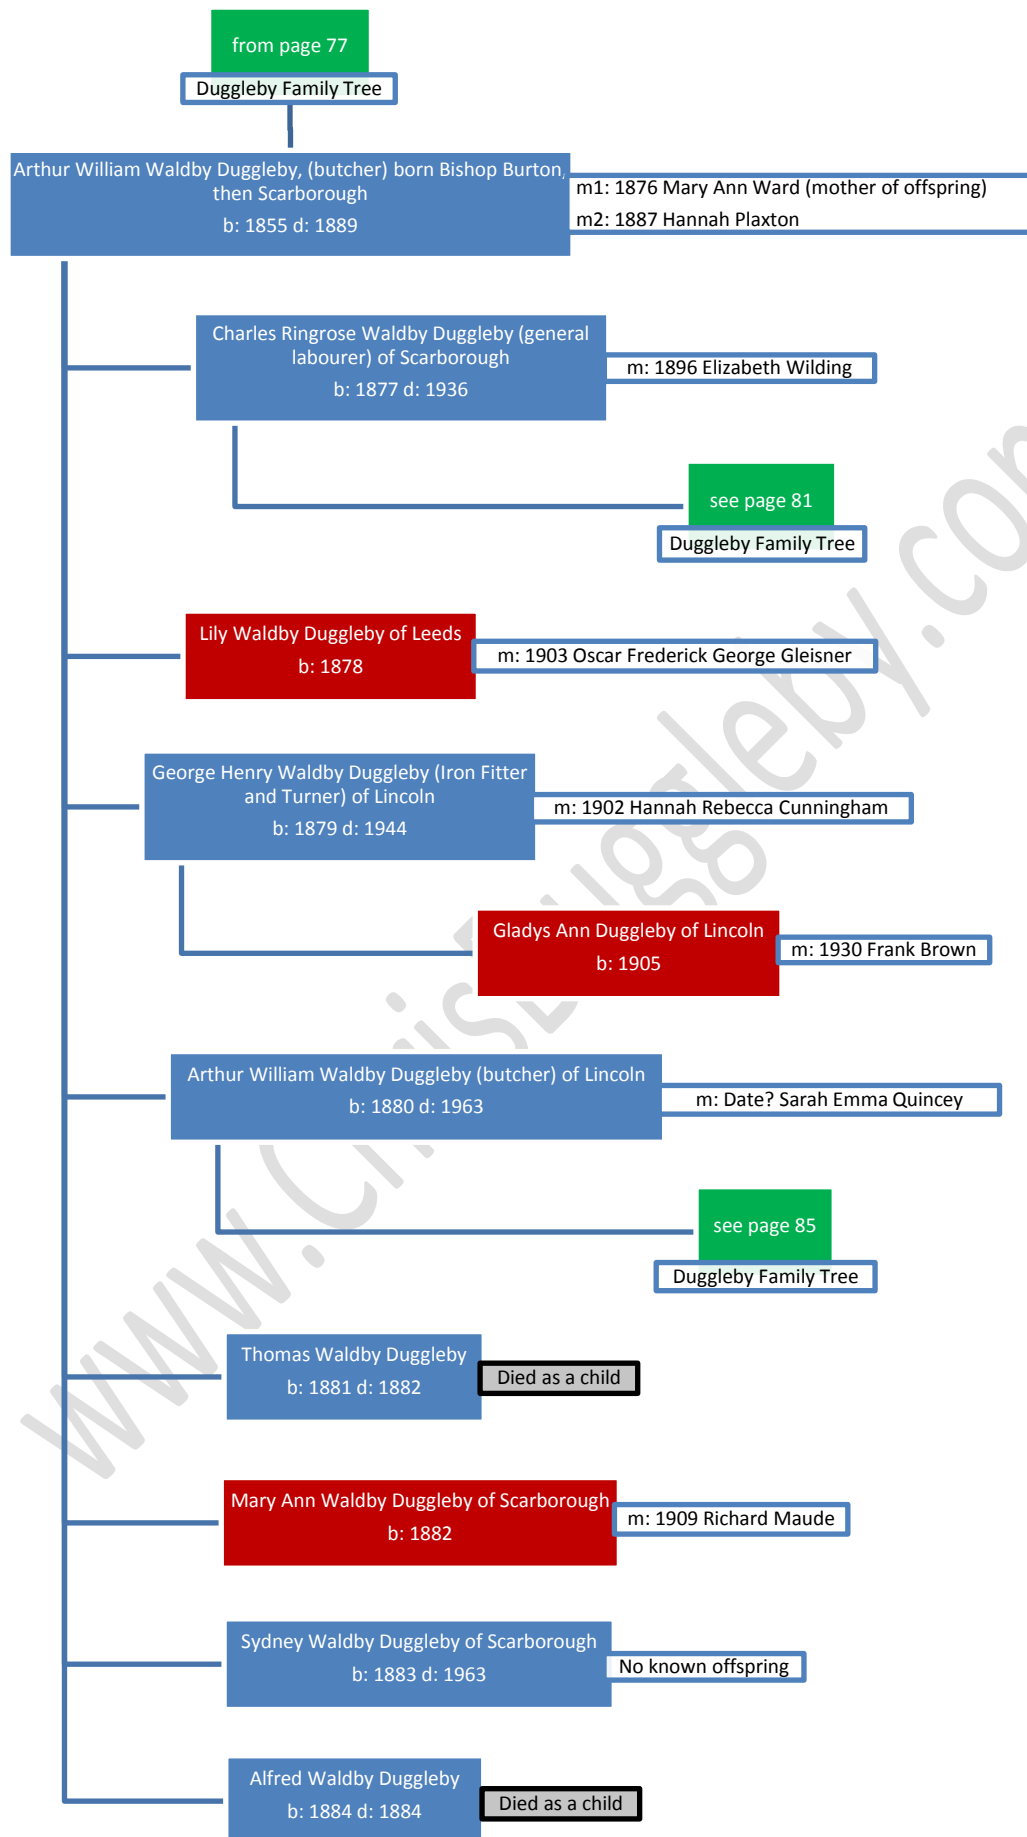 from page 77
Duggleby Family Tree
Arthur William Waldby Duggleby, (butcher) born Bishop Burton,
then Scarborough
b: 1855 d: 1889
m1: 1876 Mary Ann Ward (mother of offspring)
m2: 1887 Hannah Plaxton
Charles Ringrose Waldby Duggleby (general
labourer) of Scarborough
b: 1877 d: 1936
m: 1896 Elizabeth Wilding
see page 81
Duggleby Family Tree
Lily Waldby Duggleby of Leeds
b: 1878
m: 1903 Oscar Frederick George Gleisner
George Henry Waldby Duggleby (Iron Fitter
and Turner) of Lincoln
b: 1879 d: 1944
m: 1902 Hannah Rebecca Cunningham
Gladys Ann Duggleby of Lincoln
b: 1905
m: 1930 Frank Brown
Arthur William Waldby Duggleby (butcher) of Lincoln
b: 1880 d: 1963
m: Date? Sarah Emma Quincey
see page 85
Duggleby Family Tree
Thomas Waldby Duggleby
b: 1881 d: 1882
Died as a child
Mary Ann Waldby Duggleby of Scarborough
b: 1882
m: 1909 Richard Maude
Sydney Waldby Duggleby of Scarborough
b: 1883 d: 1963
No known offspring
Alfred Waldby Duggleby
b: 1884 d: 1884
Died as a child
www.ChrisDuggleby.com